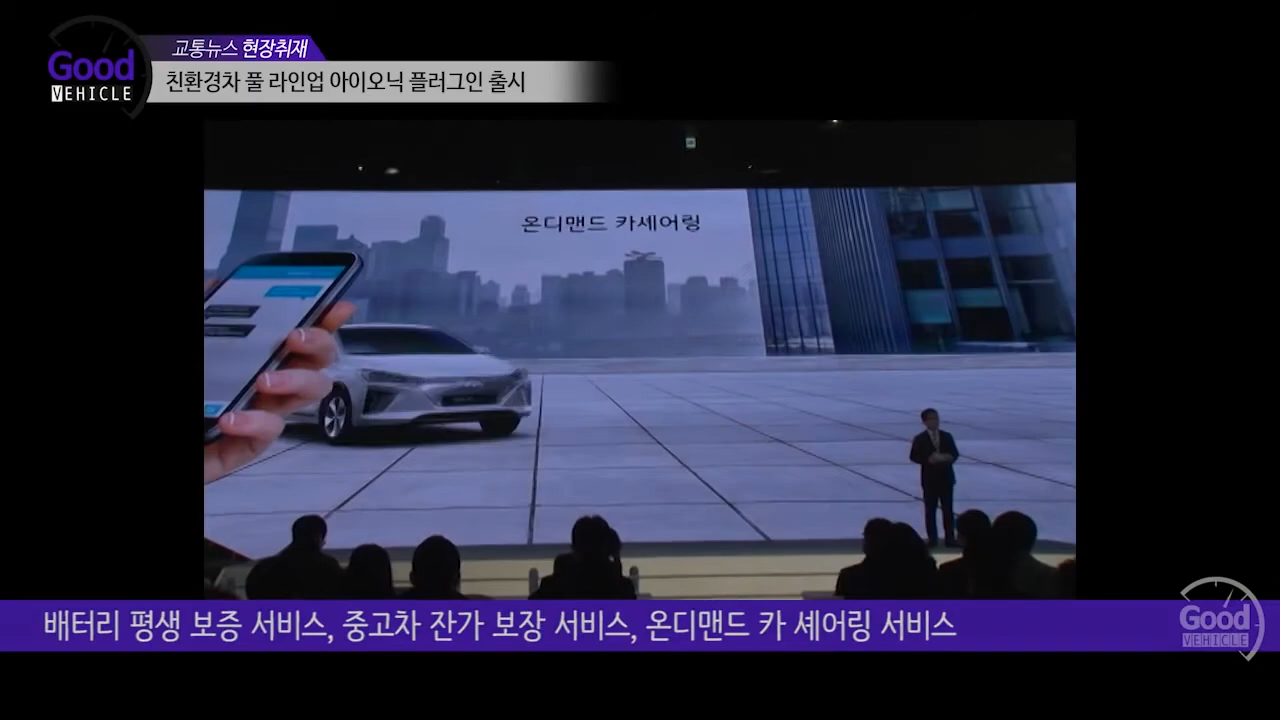 교통뉴스 현장취재
Good
VEHICLE
친환경차 풀 라인업 아이오닉 플러그인 출시
온디맨드 카셰어링
배터리 평생 보증 서비스, 중고차 잔가 보장 서비스, 온디맨드 카 셰어링 서비스
Good
VEHICLE